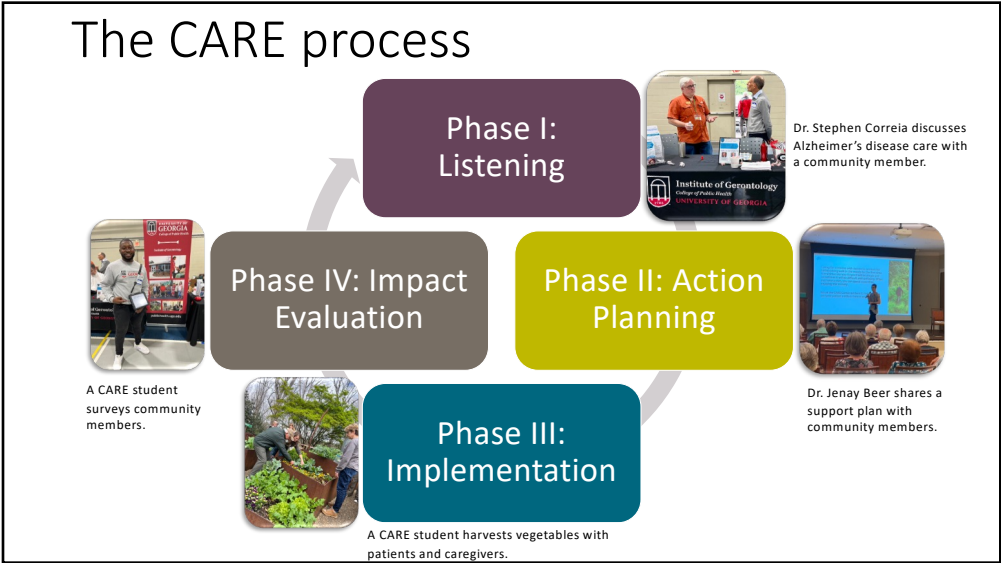 The CARE process
Phase I:
Listening
Institute of Gerontology
College of Public Health
UNIVERSITY OF GEORGIA
Dr. Stephen Correia discusses
Alzheimer’s disease care with
a community member.
Phase II: Action
Planning
Dr. Jenay Beer shares a
support plan with
community members.
Phase III:
Implementation
A CARE student harvests vegetables with
patients and caregivers.
Phase IV: Impact
Evaluation
GEORGIA
A CARE student
surveys community
members.